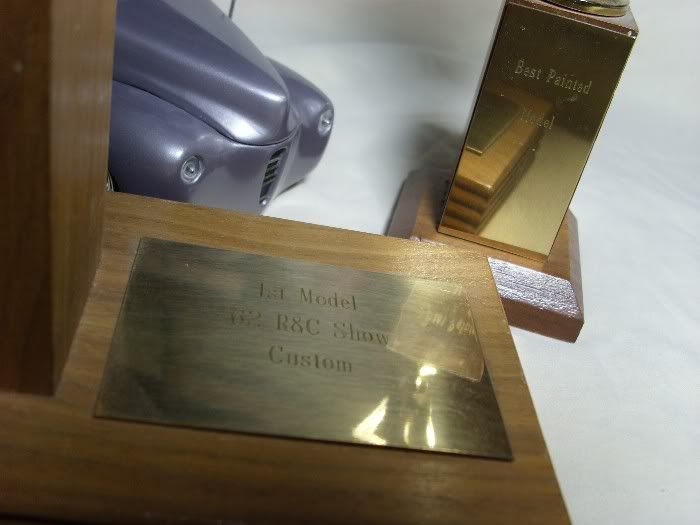 Best Painted
Model
1st Model
62 R&C Show
Custom